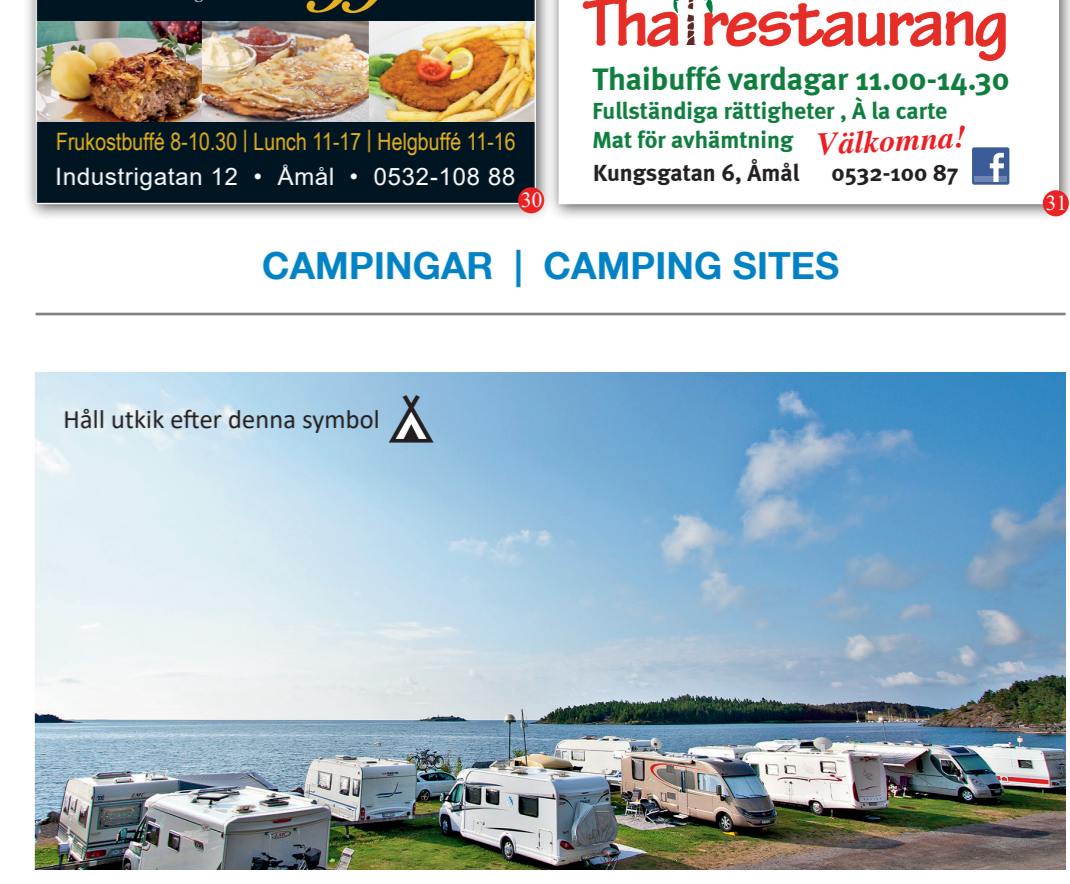 Frukostbuffé 8-10.30 | Lunch 11-17 | Helgbuffé 11-16
Industrigatan 12 • Åmål • 0532-108 88
30
Thairestaurang
Thaibuffé vardagar 11.00-14.30
Fullständiga rättigheter , À la carte
Mat för avhämtning Välkomna!
Kungsgatan 6, Åmål 0532-100 87 f
31
CAMPINGAR | CAMPING SITES
Håll utkik efter denna symbol